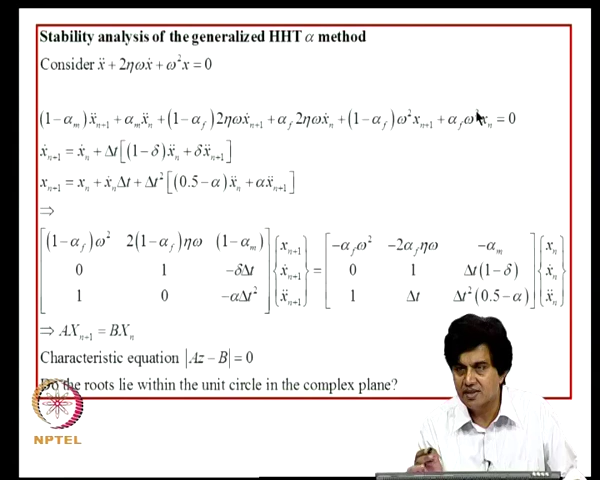 Stability analysis of the generalized HHT α method
Consider ẍ + 2ηωẋ + ω²x = 0
(1−α_m)ẍ_{n+1} + α_m ẍ_n + (1−α_f)2ηωẋ_{n+1} + α_f 2ηωẋ_n + (1−α_f)ω²x_{n+1} + α_f ω²x_n = 0
ẋ_{n+1} = ẋ_n + Δt[(1−δ)ẍ_n + δẍ_{n+1}]
x_{n+1} = x_n + ẋ_nΔt + Δt²[(0.5−α)ẍ_n + αẍ_{n+1}]
⇒
[(1−α_f)ω² 2(1−α_f)ηω (1−α_m)] {x_{n+1}} [−α_f ω² −2α_f ηω −α_m] {x_n}
[0 1 −δΔt] {ẋ_{n+1}} = [0 1 Δt(1−δ)] {ẋ_n}
[1 0 −αΔt²] {ẍ_{n+1}} [1 Δt Δt²(0.5−α)] {ẍ_n}
⇒ AX_{n+1} = BX_n
Characteristic equation |Az − B| = 0
Do the roots lie within the unit circle in the complex plane?
NPTEL